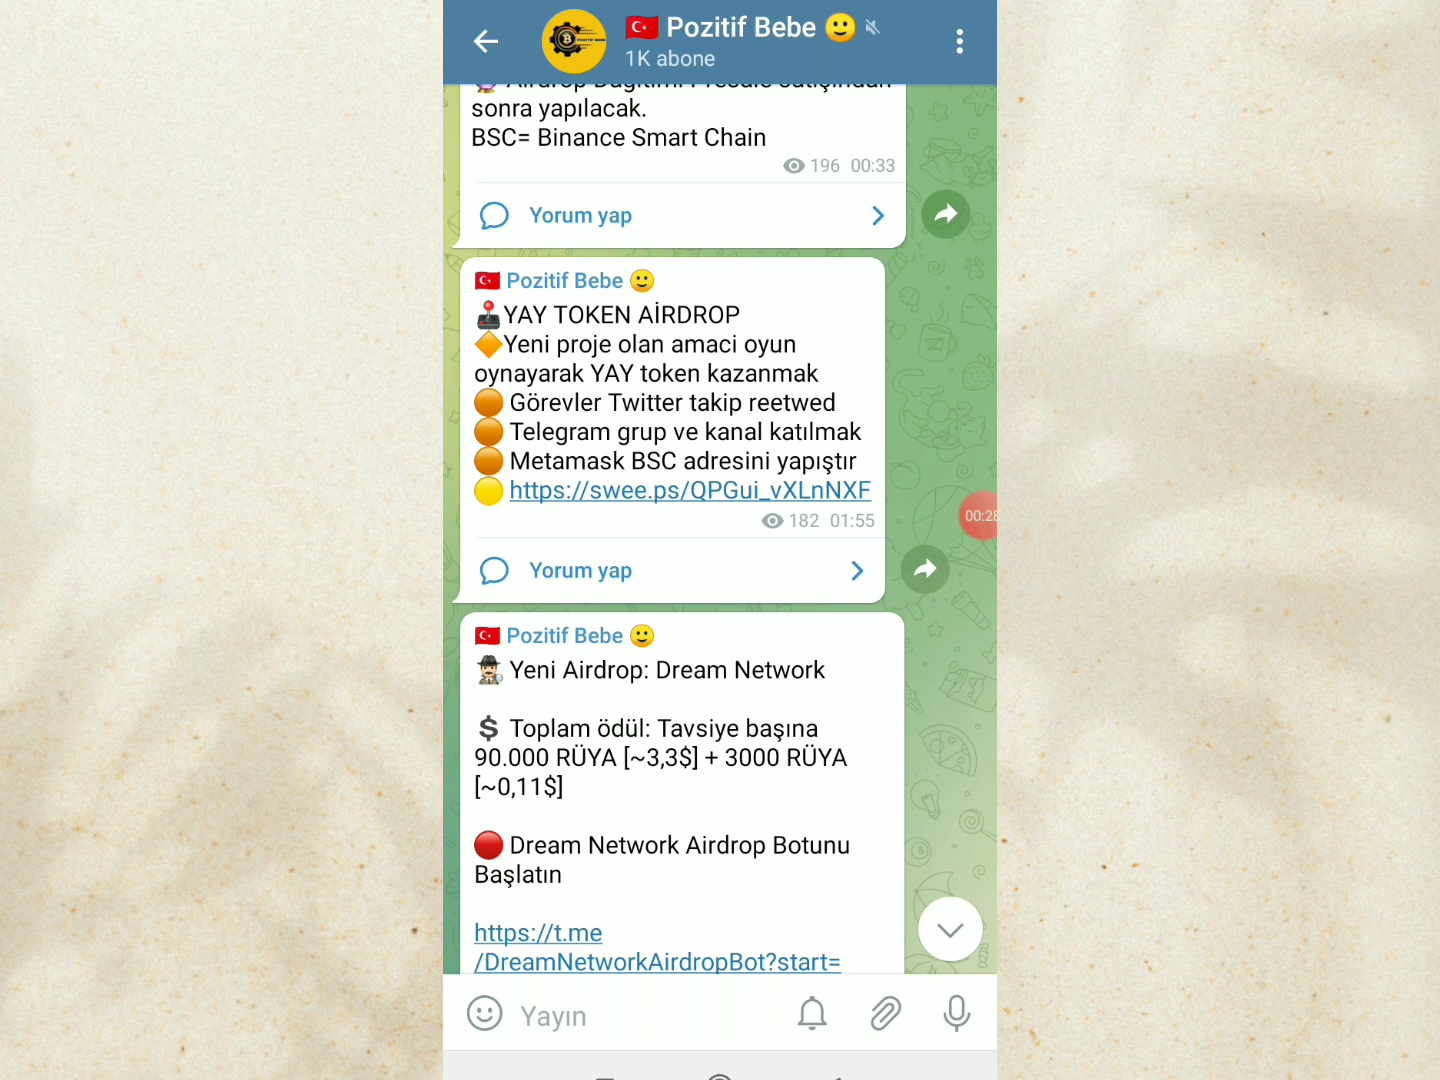 Pozitif Bebe
1K abone
Airdrop Dağıtımı Presale satışından
sonra yapılacak.
BSC= Binance Smart Chain
196 00:33
Yorum yap
Pozitif Bebe
YAY TOKEN AİRDROP
Yeni proje olan amaci oyun
oynayarak YAY token kazanmak
Görevler Twitter takip reetwed
Telegram grup ve kanal katılmak
Metamask BSC adresini yapıştır
https://swee.ps/QPGui_vXLnNXF
182 01:55
00:28
Yorum yap
Pozitif Bebe
Yeni Airdrop: Dream Network
$ Toplam ödül: Tavsiye başına
90.000 RÜYA [~3,3$] + 3000 RÜYA
[~0,11$]
Dream Network Airdrop Botunu
Başlatın
https://t.me
/DreamNetworkAirdropBot?start=
Yayın